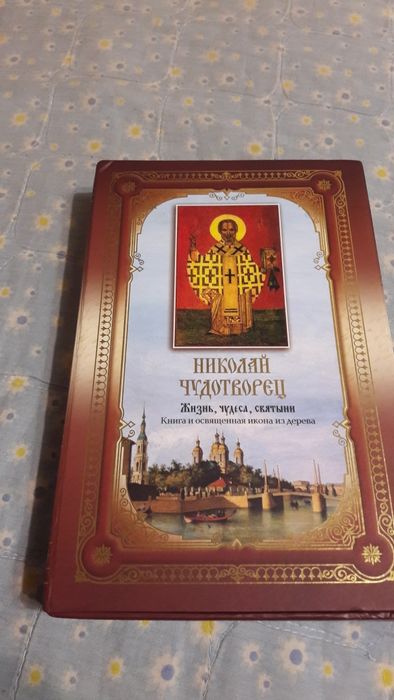 НИКОЛАЙ
ЧУДОТВОРЕЦ
Жизнь, чудеса, святыни
Книга и освященная икона из дерева